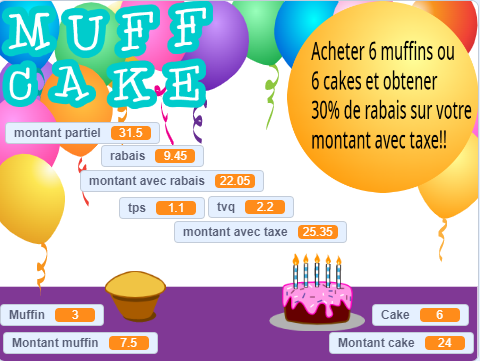 MUFF
CAKE
Acheter 6 muffins ou
6 cakes et obtener
30% de rabais sur votre
montant avec taxe!!
montant partiel 31.5
rabais 9.45
montant avec rabais 22.05
tps 1.1 tvq 2.2
montant avec taxe 25.35
Muffin 3
Montant muffin 7.5
Cake 6
Montant cake 24